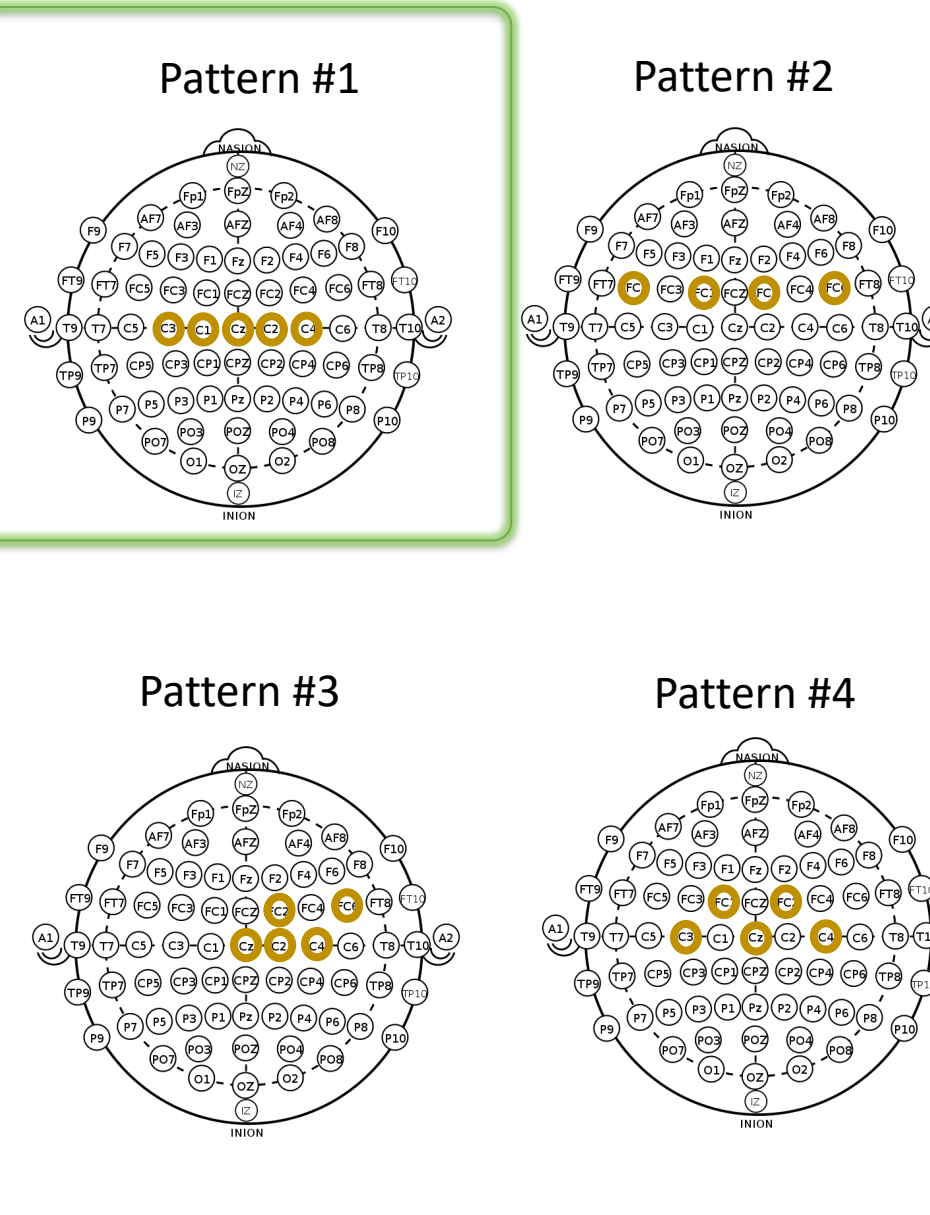 Pattern #1
NASION
NZ
Fp1 FpZ Fp2
AF7 AF3 AFZ AF4 AF8
F9 F7 F5 F3 F1 Fz F2 F4 F6 F8 F10
FT9 FT7 FC5 FC3 FC1 FCZ FC2 FC4 FC6 FT8 FT10
A1 T9 T7 C5 C3 C1 Cz C2 C4 C6 T8 T10 A2
TP9 TP7 CP5 CP3 CP1 CPZ CP2 CP4 CP6 TP8 TP10
P9 P7 P5 P3 P1 Pz P2 P4 P6 P8 P10
PO7 PO3 POZ PO4 PO8
O1 OZ O2
IZ
INION
Pattern #2
NASION
NZ
Fp1 FpZ Fp2
AF7 AF3 AFZ AF4 AF8
F9 F7 F5 F3 F1 Fz F2 F4 F6 F8 F10
FT9 FT7 FC FC3 FC1 FCZ FC FC4 FC6 FT8 FT10
A1 T9 T7 C5 C3 C1 Cz C2 C4 C6 T8 T10
TP9 TP7 CP5 CP3 CP1 CPZ CP2 CP4 CP6 TP8 TP10
P9 P7 P5 P3 P1 Pz P2 P4 P6 P8 P10
PO7 PO3 POZ PO4 PO8
O1 OZ O2
IZ
INION
Pattern #3
NASION
NZ
Fp1 FpZ Fp2
AF7 AF3 AFZ AF4 AF8
F9 F7 F5 F3 F1 Fz F2 F4 F6 F8 F10
FT9 FT7 FC5 FC3 FC1 FCZ FC2 FC4 FC6 FT8 FT10
A1 T9 T7 C5 C3 C1 Cz C2 C4 C6 T8 T10 A2
TP9 TP7 CP5 CP3 CP1 CPZ CP2 CP4 CP6 TP8 TP10
P9 P7 P5 P3 P1 Pz P2 P4 P6 P8 P10
PO7 PO3 POZ PO4 PO8
O1 OZ O2
IZ
INION
Pattern #4
NASION
NZ
Fp1 FpZ Fp2
AF7 AF3 AFZ AF4 AF8
F9 F7 F5 F3 F1 Fz F2 F4 F6 F8 F10
FT9 FT7 FC5 FC3 FC FCZ FC FC4 FC6 FT8 FT10
A1 T9 T7 C5 C3 C1 Cz C2 C4 C6 T8 T1
TP9 TP7 CP5 CP3 CP1 CPZ CP2 CP4 CP6 TP8 TP1
P9 P7 P5 P3 P1 Pz P2 P4 P6 P8 P10
PO7 PO3 POZ PO4 PO8
O1 OZ O2
IZ
INION